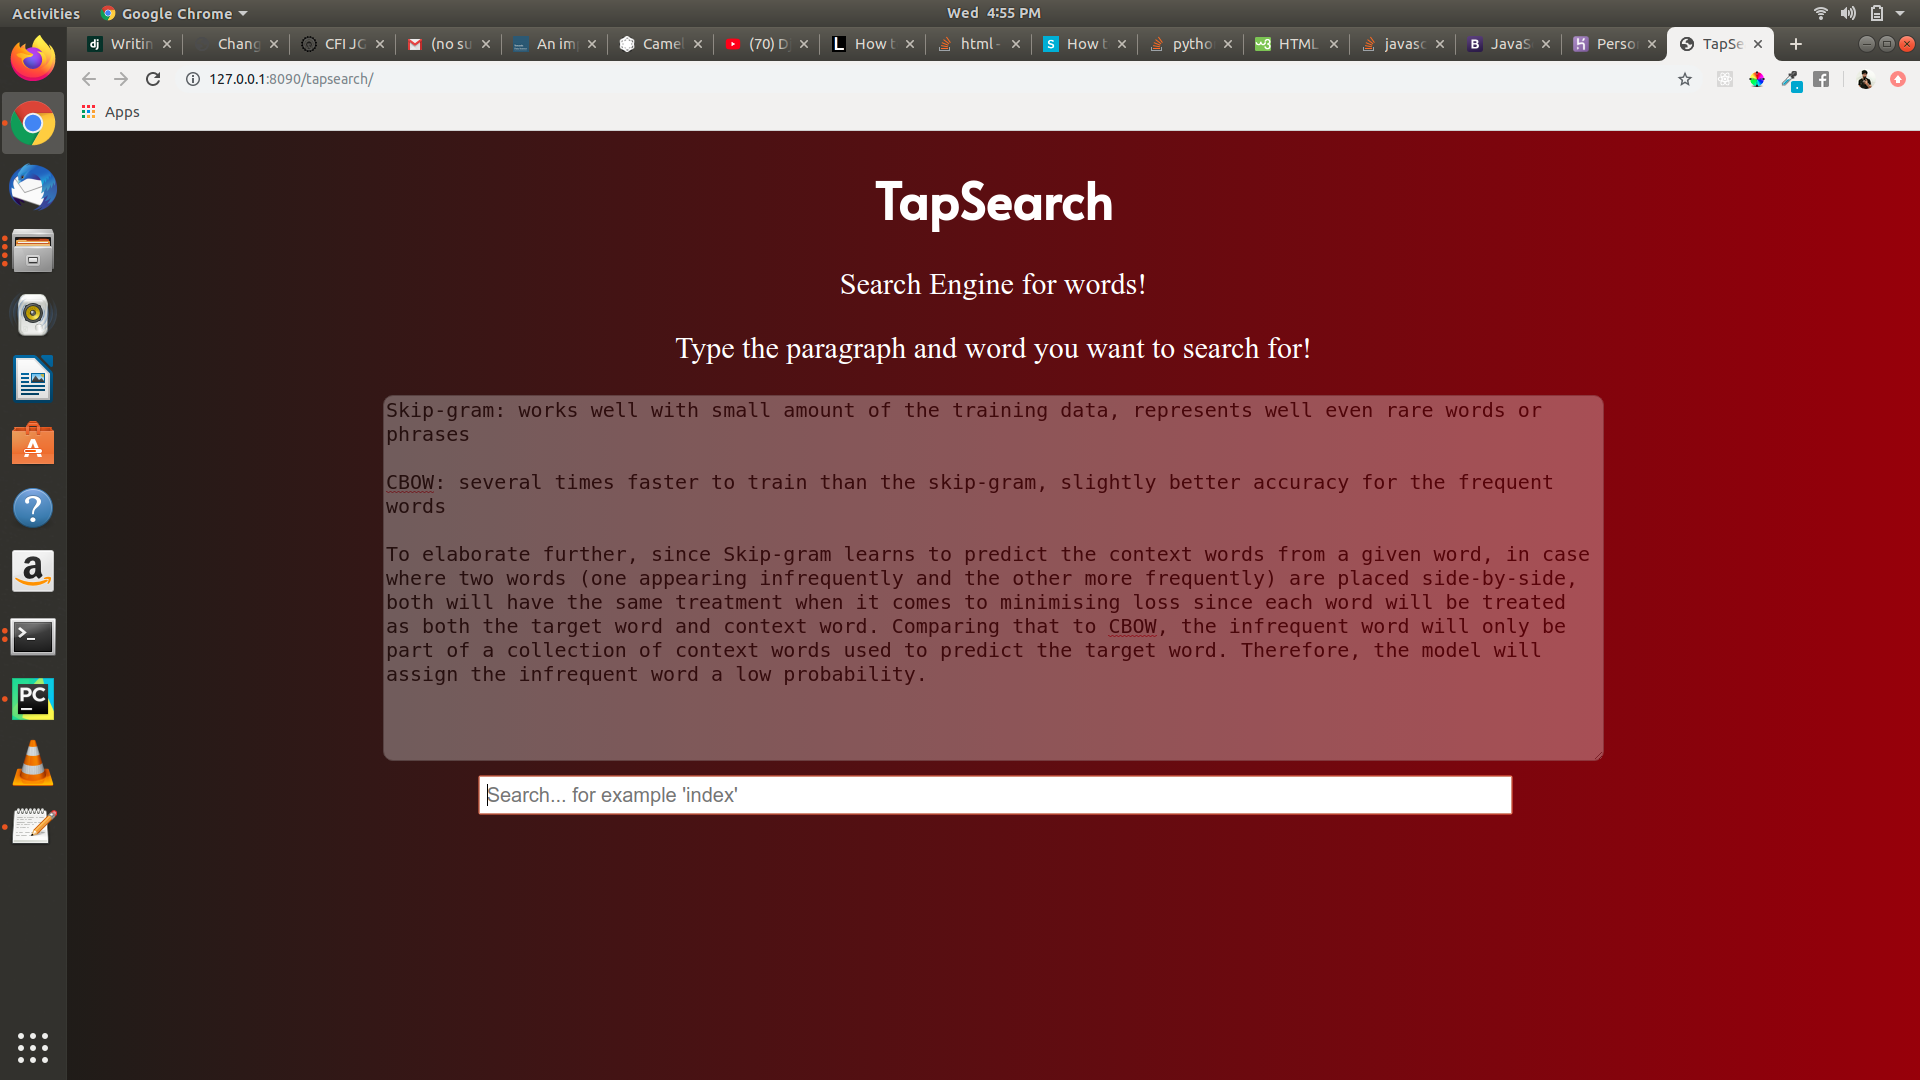 Activities
Google Chrome
Wed 4:55 PM
Writin
Chang
CFI JG
(no su
An im
Camel
(70) D
How t
html -
How t
pytho
HTML
javasc
JavaS
Perso
TapSe
127.0.0.1:8090/tapsearch/
Apps
TapSearch
Search Engine for words!
Type the paragraph and word you want to search for!
Skip-gram: works well with small amount of the training data, represents well even rare words or
phrases
CBOW: several times faster to train than the skip-gram, slightly better accuracy for the frequent
words
To elaborate further, since Skip-gram learns to predict the context words from a given word, in case
where two words (one appearing infrequently and the other more frequently) are placed side-by-side,
both will have the same treatment when it comes to minimising loss since each word will be treated
as both the target word and context word. Comparing that to CBOW, the infrequent word will only be
part of a collection of context words used to predict the target word. Therefore, the model will
assign the infrequent word a low probability.
Search... for example 'index'